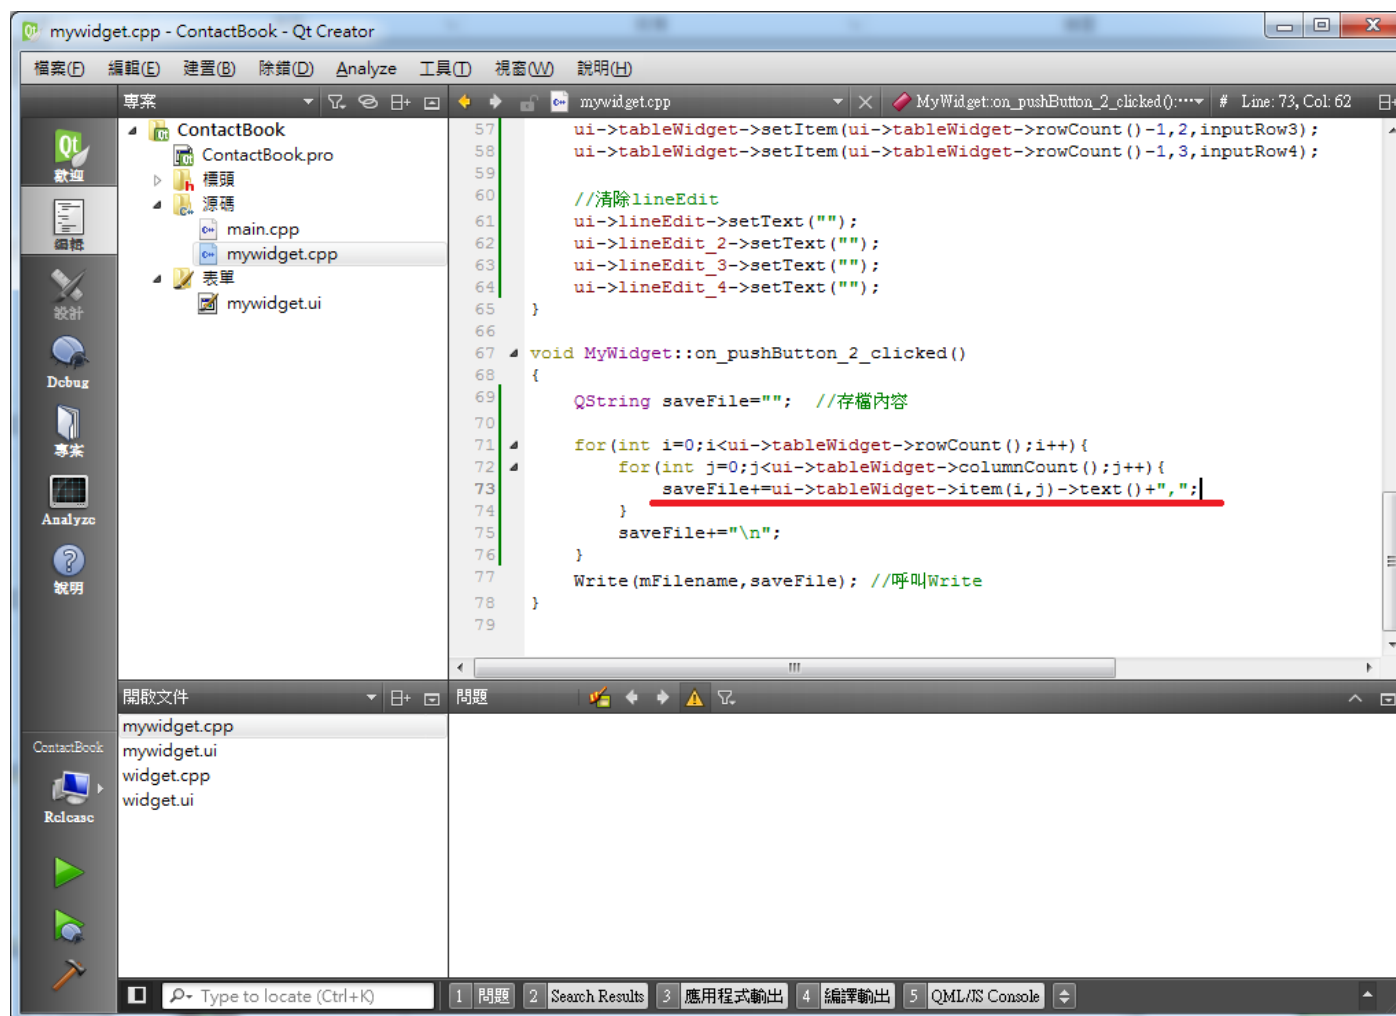 mywidget.cpp - ContactBook - Qt Creator
檔案(F) 編輯(E) 建置(B) 除錯(D) Analyze 工具(T) 視窗(W) 說明(H)
專案
mywidget.cpp
MyWidget::on_pushButton_2_clicked():···
# Line: 73, Col: 62
歡迎
編輯
設計
Debug
專案
Analyze
說明
ContactBook
Release
ContactBook
ContactBook.pro
標頭
源碼
main.cpp
mywidget.cpp
表單
mywidget.ui
57 ui->tableWidget->setItem(ui->tableWidget->rowCount()-1,2,inputRow3);
58 ui->tableWidget->setItem(ui->tableWidget->rowCount()-1,3,inputRow4);
59
60 //清除lineEdit
61 ui->lineEdit->setText("");
62 ui->lineEdit_2->setText("");
63 ui->lineEdit_3->setText("");
64 ui->lineEdit_4->setText("");
65 }
66
67 void MyWidget::on_pushButton_2_clicked()
68 {
69 QString saveFile=""; //存檔內容
70
71 for(int i=0;i<ui->tableWidget->rowCount();i++){
72 for(int j=0;j<ui->tableWidget->columnCount();j++){
73 saveFile+=ui->tableWidget->item(i,j)->text()+",";
74 }
75 saveFile+="\n";
76 }
77 Write(mFilename,saveFile); //呼叫Write
78 }
79
開啟文件
mywidget.cpp
mywidget.ui
widget.cpp
widget.ui
問題
Type to locate (Ctrl+K)
1 問題 2 Search Results 3 應用程式輸出 4 編譯輸出 5 QML/JS Console